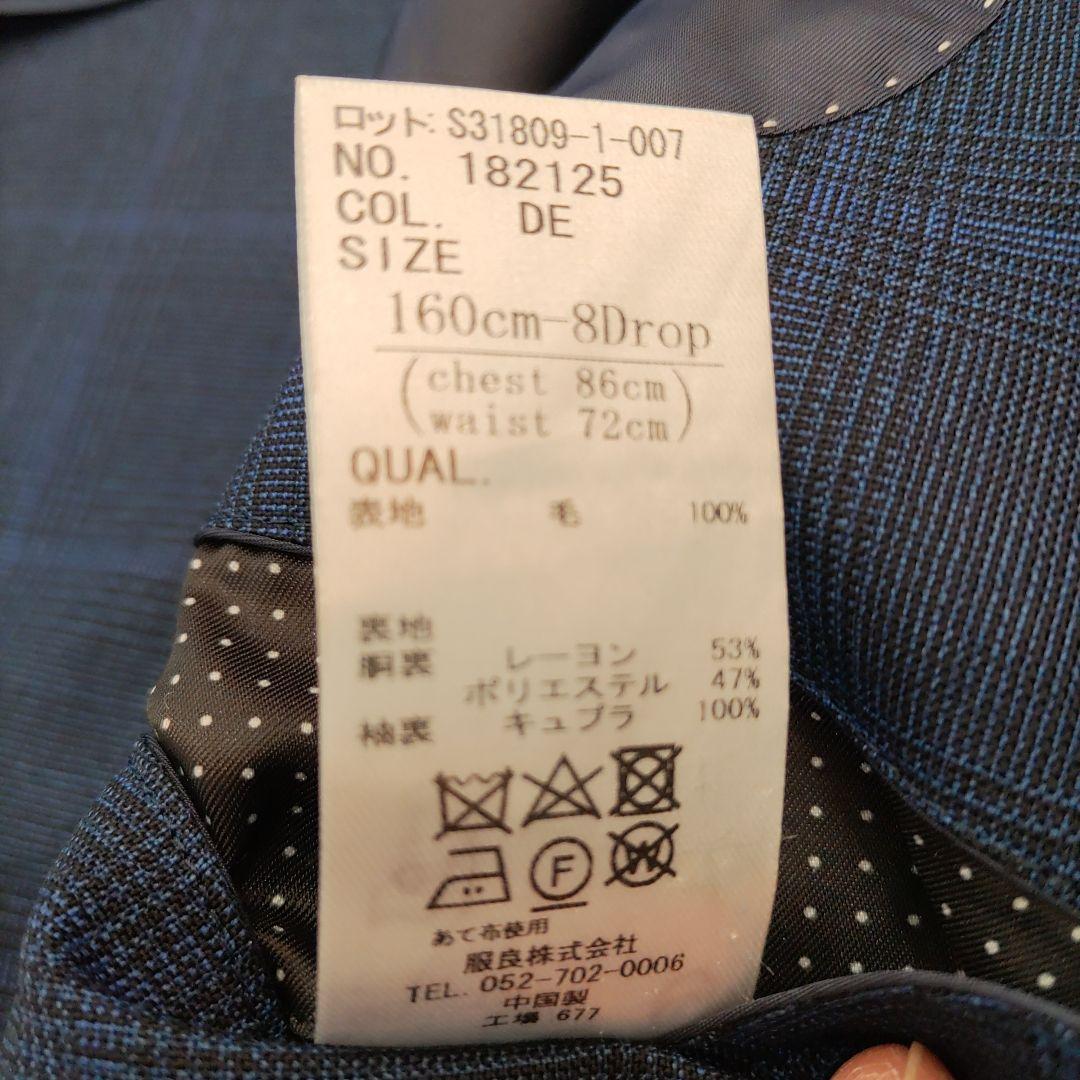 ロット: S31809-1-007
NO. 182125
COL. DE
SIZE
160cm-8Drop
(chest 86cm
waist 72cm)
QUAL.
表地 毛 100%
裏地
胴裏 レーヨン 53%
ポリエステル 47%
袖裏 キュプラ 100%
F W
あて布使用
服良株式会社
TEL. 052-702-0006
中国製
工場 677